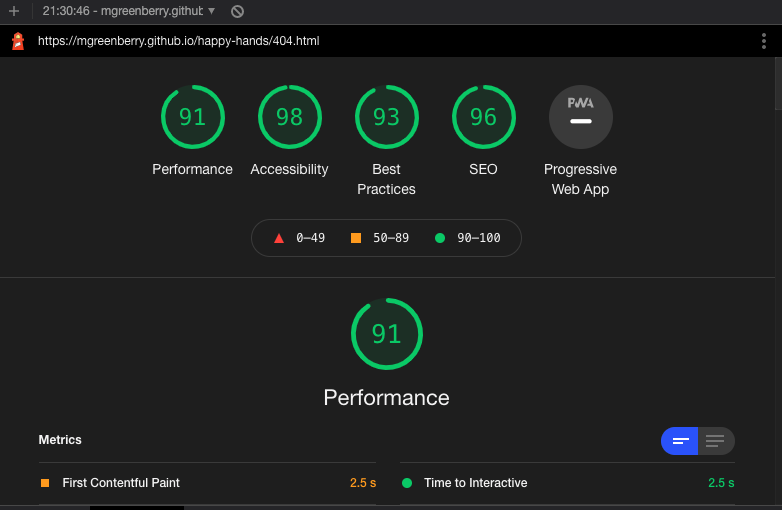 21:30:46 - mgreenberry.github
https://mgreenberry.github.io/happy-hands/404.html
91 98 93 96 PWA
Performance Accessibility Best Practices SEO Progressive Web App
0–49 50–89 90–100
91
Performance
Metrics
First Contentful Paint 2.5 s Time to Interactive 2.5 s